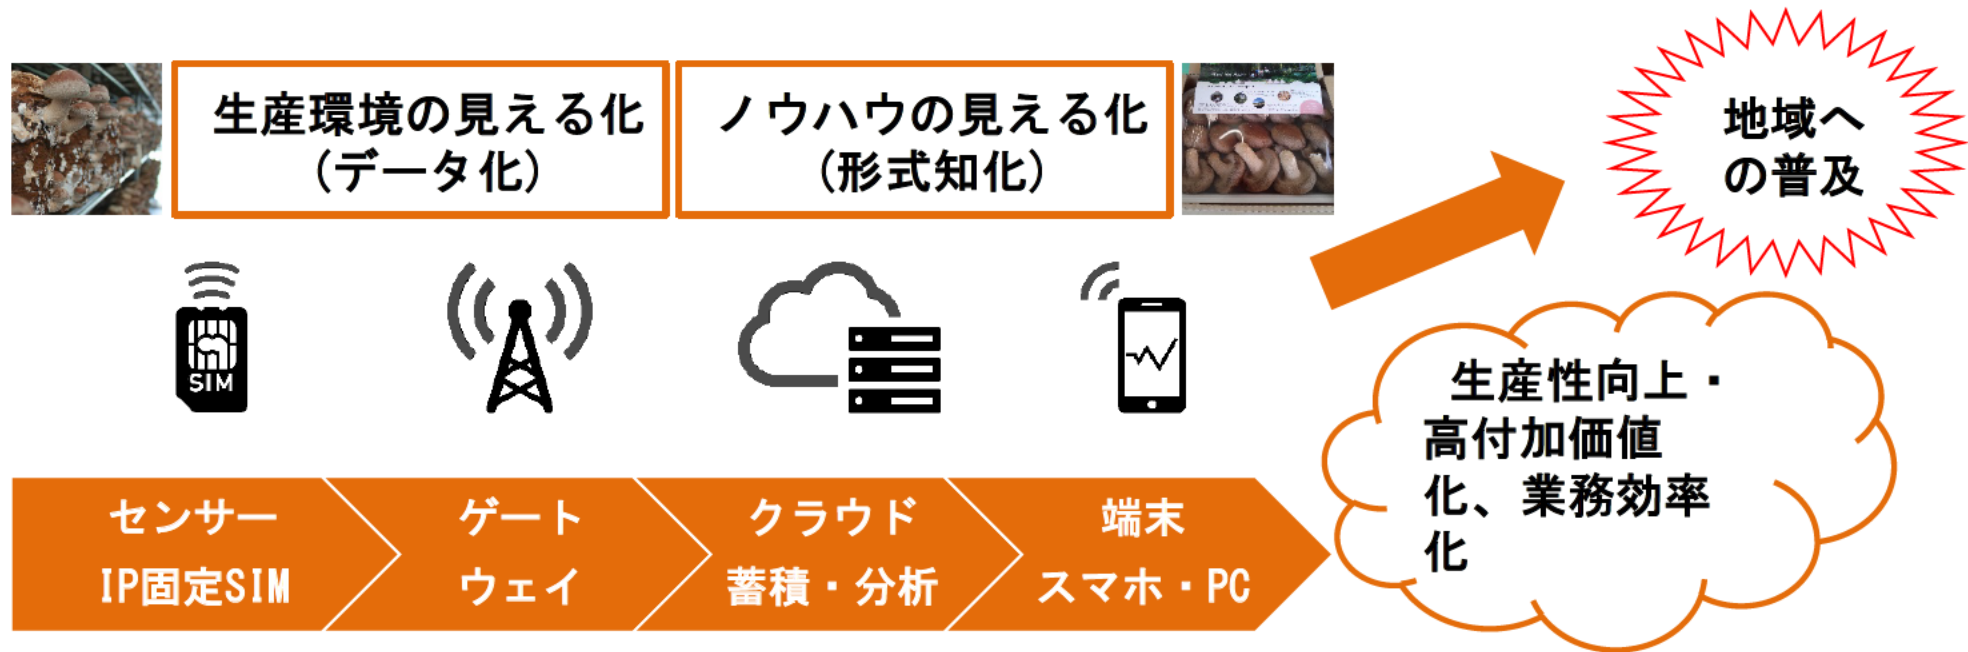 生産環境の見える化
(データ化)
ノウハウの見える化
(形式知化)
地域へ
の普及
SIM
生産性向上・
高付加価値
化、業務効率
化
センサー
IP固定SIM
ゲート
ウェイ
クラウド
蓄積・分析
端末
スマホ・PC